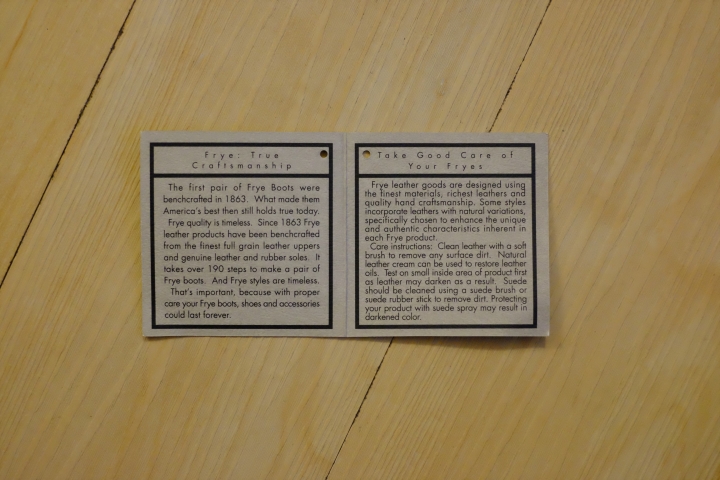 Frye: True
Craftsmanship
The first pair of Frye Boots were
benchcrafted in 1863. What made them
America's best then still holds true today.
Frye quality is timeless. Since 1863 Frye
leather products have been benchcrafted
from the finest full grain leather uppers
and genuine leather and rubber soles. It
takes over 190 steps to make a pair of
Frye boots. And Frye styles are timeless.
That's important, because with proper
care your Frye boots, shoes and accessories
could last forever.
Take Good Care of
Your Fryes
Frye leather goods are designed using
the finest materials, richest leathers and
quality hand craftsmanship. Some styles
incorporate leathers with natural variations,
specifically chosen to enhance the unique
and authentic characteristics inherent in
each Frye product.
Care instructions: Clean leather with a soft
brush to remove any surface dirt. Natural
leather cream can be used to restore leather
oils. Test on small inside area of product first
as leather may darken as a result. Suede
should be cleaned using a suede brush or
suede rubber stick to remove dirt. Protecting
your product with suede spray may result in
darkened color.